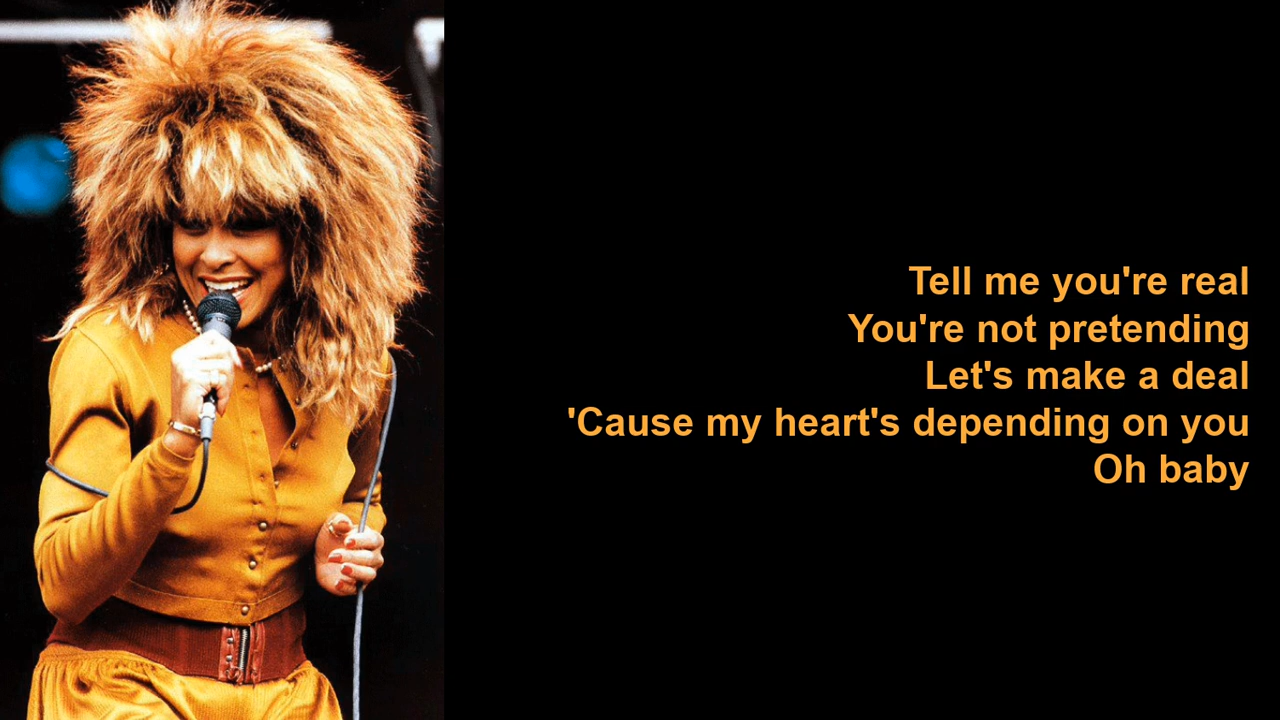 Tell me you're real
You're not pretending
Let's make a deal
'Cause my heart's depending on you
Oh baby